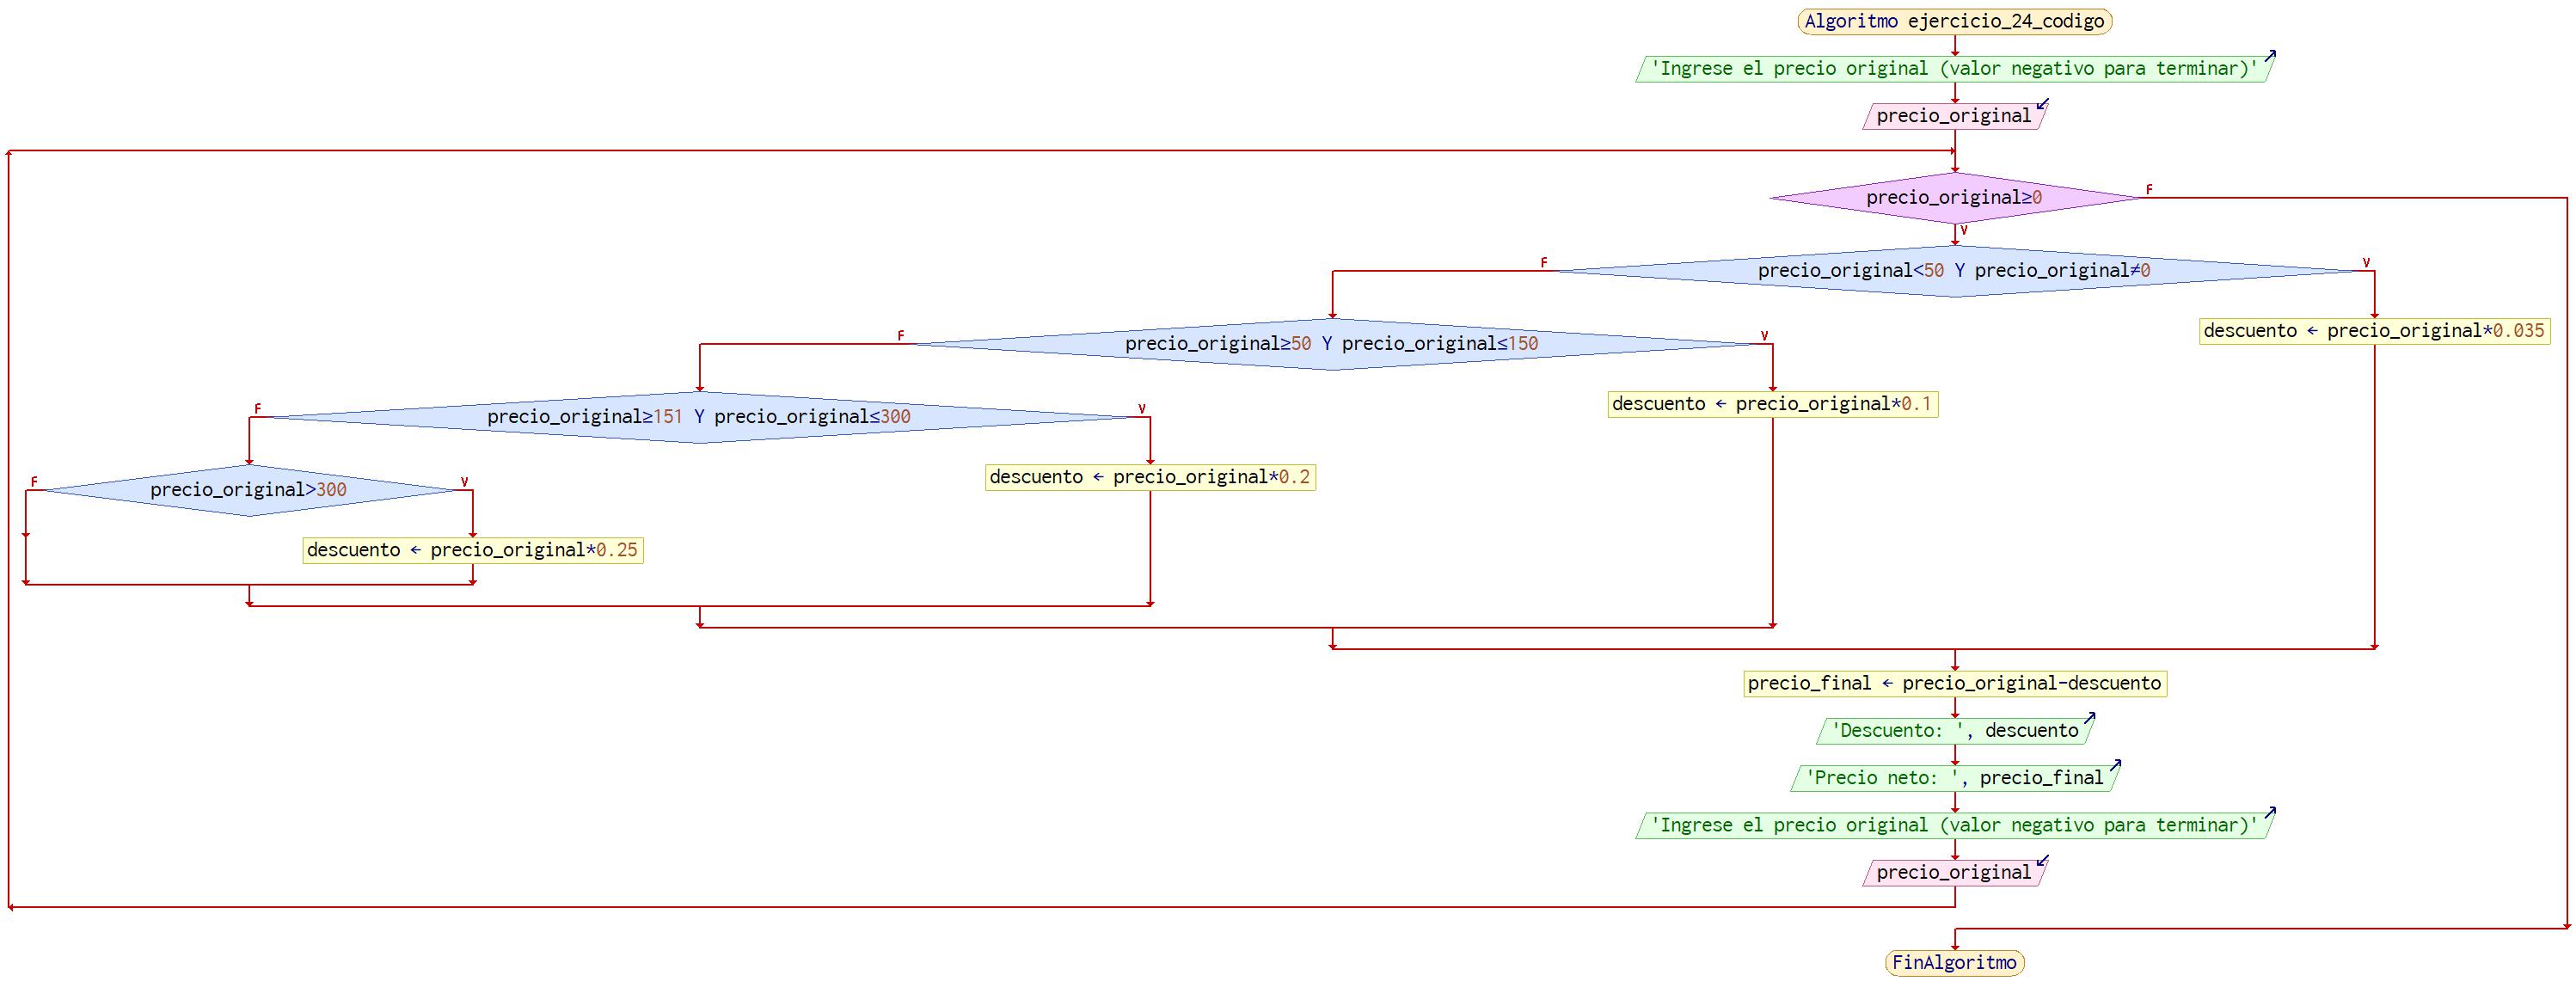 Algoritmo ejercicio_24_codigo
'Ingrese el precio original (valor negativo para terminar)'
precio_original
precio_original≥0
F
V
precio_original<50 Y precio_original≠0
F
V
descuento ← precio_original*0.035
precio_original≥50 Y precio_original≤150
F
V
descuento ← precio_original*0.1
precio_original≥151 Y precio_original≤300
F
V
descuento ← precio_original*0.2
precio_original>300
F
V
descuento ← precio_original*0.25
precio_final ← precio_original-descuento
'Descuento: ', descuento
'Precio neto: ', precio_final
'Ingrese el precio original (valor negativo para terminar)'
precio_original
FinAlgoritmo